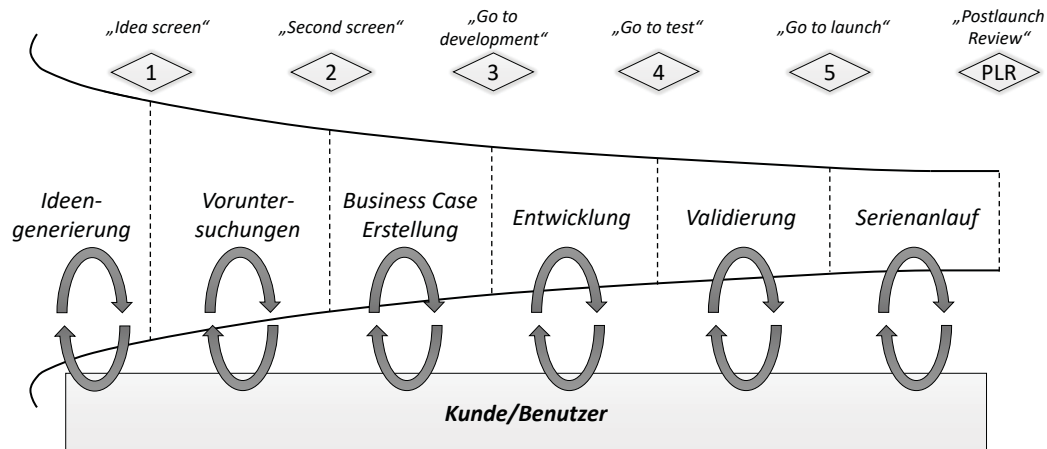 „Idea screen“
„Second screen“
„Go to
development“
„Go to test“
„Go to launch“
„Postlaunch
Review“
1
2
3
4
5
PLR
Ideen-
generierung
Vorunter-
suchungen
Business Case
Erstellung
Entwicklung
Validierung
Serienanlauf
Kunde/Benutzer